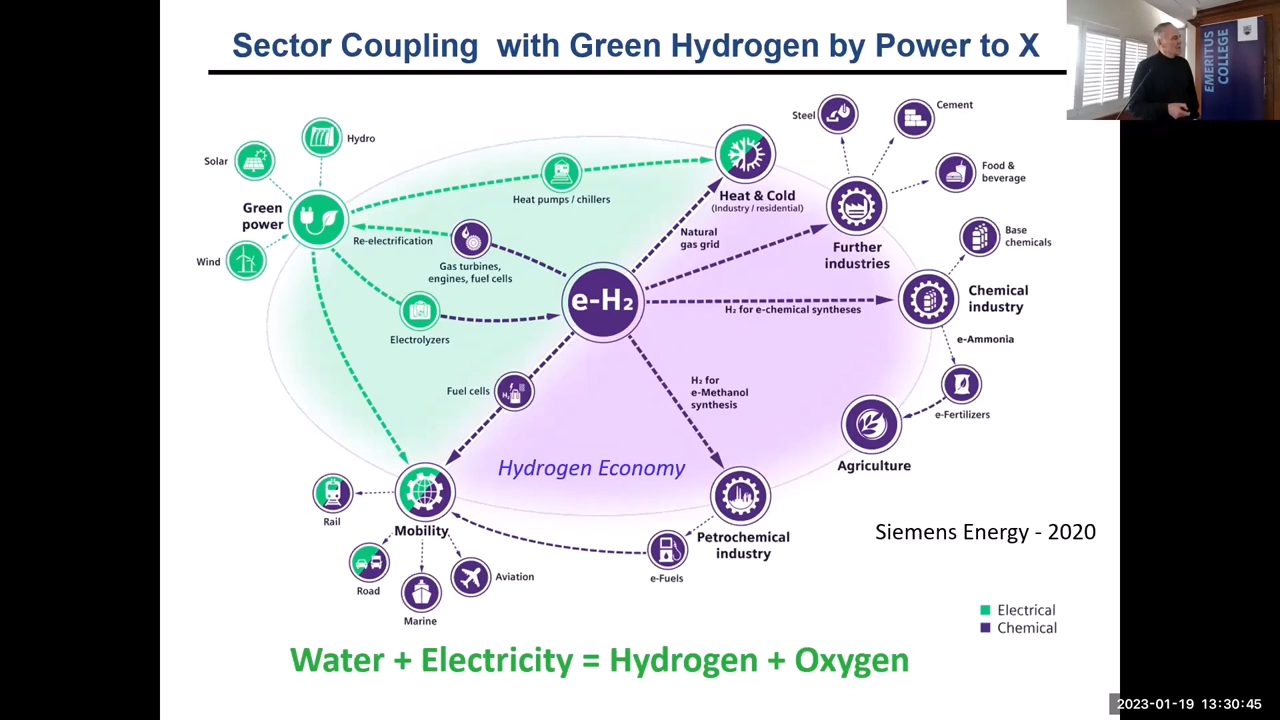 Sector Coupling with Green Hydrogen by Power to X
EMERITUS
COLLEGE
Steel
Cement
Hydro
Solar
Food &
beverage
Heat pumps / chillers
Heat & Cold
(Industry / residential)
Green
power
Natural
gas grid
Re-electrification
Further
industries
Base
chemicals
Wind
Gas turbines,
engines, fuel cells
e-H₂
Chemical
industry
H₂ for e-chemical syntheses
Electrolyzers
e-Ammonia
Fuel cells
H₂
H₂ for
e-Methanol
synthesis
e-Fertilizers
Hydrogen Economy
Agriculture
Rail
Mobility
Petrochemical
industry
Siemens Energy - 2020
e-Fuels
Road
Aviation
Marine
Electrical
Chemical
Water + Electricity = Hydrogen + Oxygen
2023-01-19 13:30:45